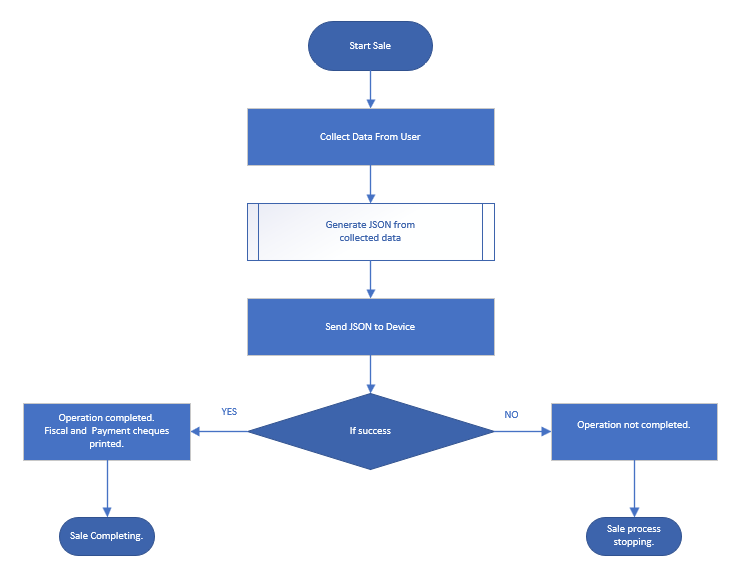 Start Sale
Collect Data From User
Generate JSON from
collected data
Send JSON to Device
YES
NO
If success
Operation completed.
Fiscal and  Payment cheques
printed.
Operation not completed.
Sale Completing.
Sale process
stopping.